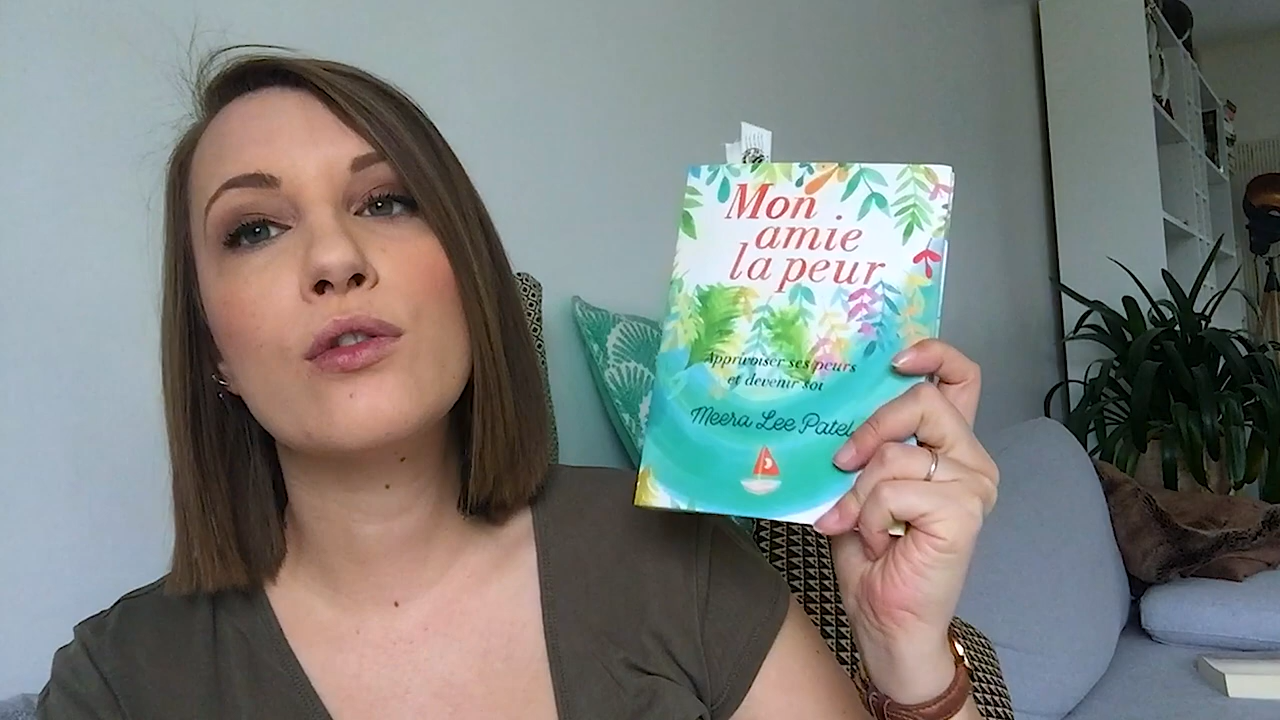 Mon
amie
la peur
Apprivoiser ses peurs
et devenir soi
Meera Lee Patel